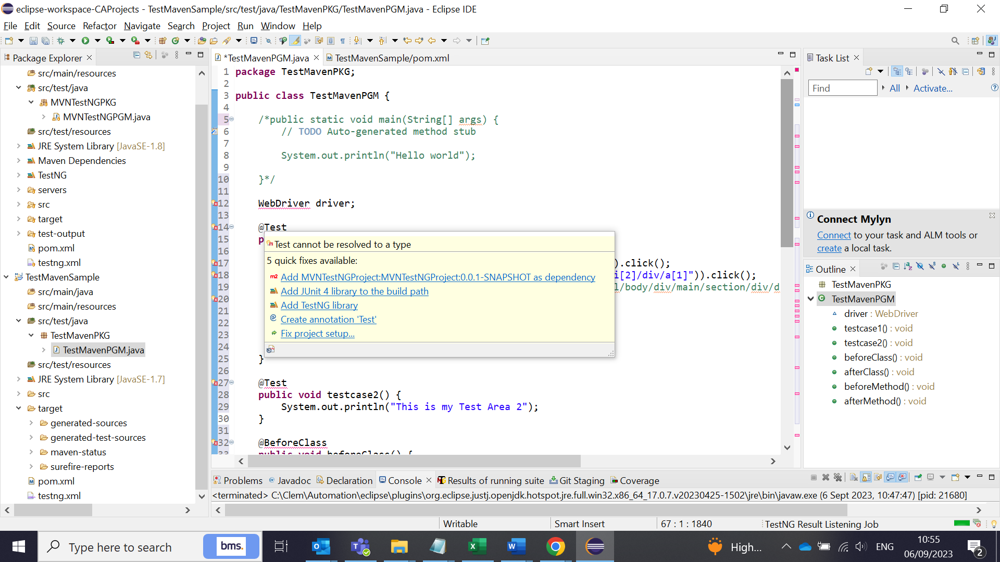 eclipse-workspace-CAProjects - TestMavenSample/src/test/java/TestMavenPKG/TestMavenPGM.java - Eclipse IDE
File Edit Source Refactor Navigate Search Project Run Window Help
Package Explorer
src/main/resources
src/test/java
MVNTestNGPKG
MVNTestNGPGM.java
src/test/resources
JRE System Library [JavaSE-1.8]
Maven Dependencies
TestNG
servers
src
target
test-output
pom.xml
testng.xml
TestMavenSample
src/main/java
src/main/resources
src/test/java
TestMavenPKG
TestMavenPGM.java
src/test/resources
JRE System Library [JavaSE-1.7]
src
target
generated-sources
generated-test-sources
maven-status
surefire-reports
pom.xml
testng.xml
*TestMavenPGM.java TestMavenSample/pom.xml
1 package TestMavenPKG;
2
3 public class TestMavenPGM {
4
5 /*public static void main(String[] args) {
6 // TODO Auto-generated method stub
7
8 System.out.println("Hello world");
9
10 }*/
11
12 WebDriver driver;
13
14 @Test
15 p
16
17 ).click();
18 i[2]/div/a[1]")).click();
19 l/body/div/main/section/div/d
20
21
22
23
24
25 }
26
27 @Test
28 public void testcase2() {
29 System.out.println("This is my Test Area 2");
30 }
31
32 @BeforeClass
33 public void beforeClass() {
Test cannot be resolved to a type
5 quick fixes available:
Add MVNTestNGProject:MVNTestNGProject:0.0.1-SNAPSHOT as dependency
Add JUnit 4 library to the build path
Add TestNG library
Create annotation 'Test'
Fix project setup...
Task List
Find All Activate...
Connect Mylyn
Connect to your task and ALM tools or
create a local task.
Outline
TestMavenPKG
TestMavenPGM
driver : WebDriver
testcase1() : void
testcase2() : void
beforeClass() : void
afterClass() : void
beforeMethod() : void
afterMethod() : void
Problems Javadoc Declaration Console Results of running suite Git Staging Coverage
<terminated> C:\Clem\Automation\eclipse\plugins\org.eclipse.justj.openjdk.hotspot.jre.full.win32.x86_64_17.0.7.v20230425-1502\jre\bin\javaw.exe (6 Sept 2023, 10:47:47) [pid: 21680]
Writable Smart Insert 67 : 1 : 1840 TestNG Result Listening Job
Type here to search bms. High... ENG
10:55
06/09/2023
2